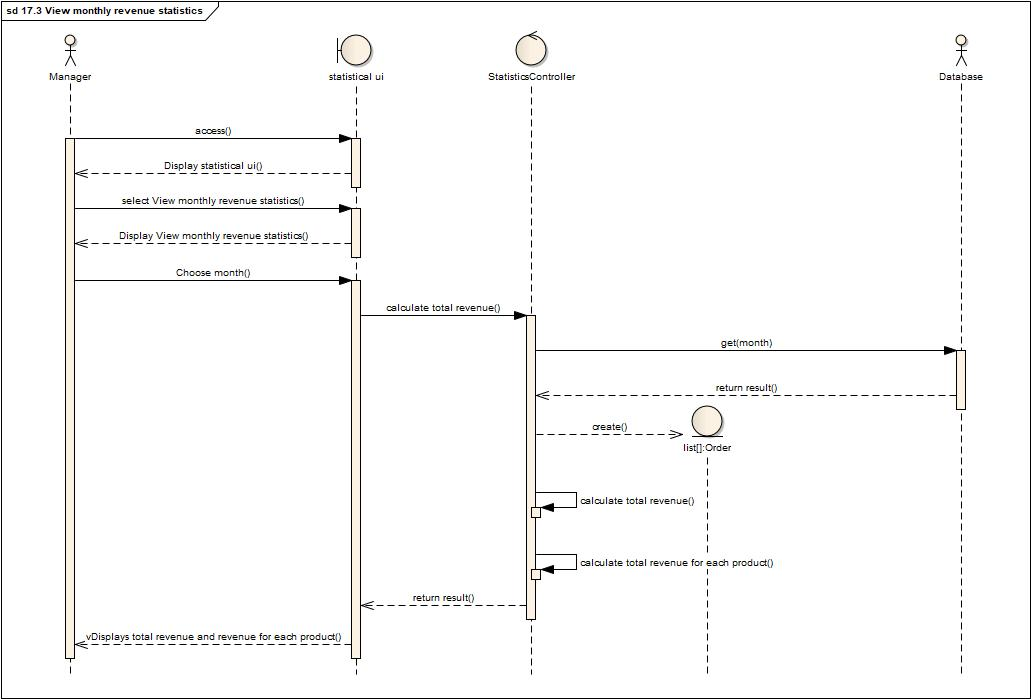 sd 17.3 View monthly revenue statistics
Manager
statistical ui
StatisticsController
Database
access()
Display statistical ui()
select View monthly revenue statistics()
Display View monthly revenue statistics()
Choose month()
calculate total revenue()
get(month)
return result()
create()
list[]:Order
calculate total revenue()
calculate total revenue for each product()
return result()
vDisplays total revenue and revenue for each product()